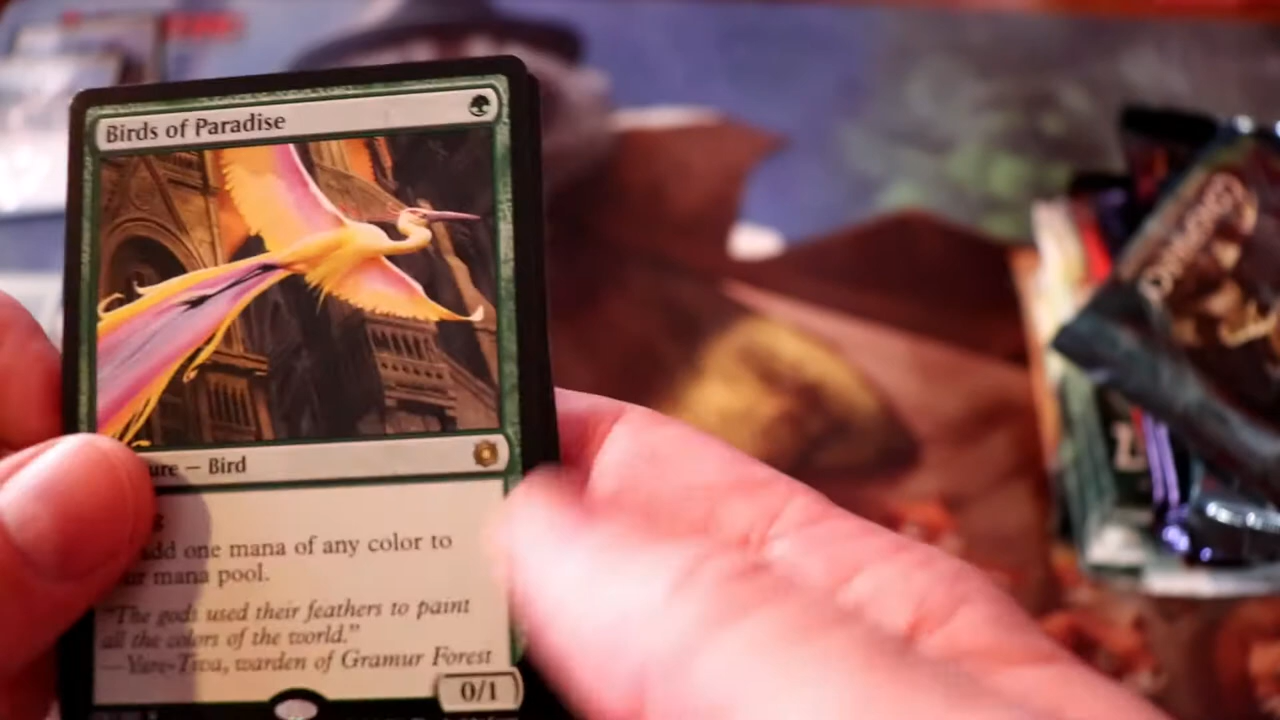 Birds of Paradise
ure — Bird
add one mana of any color to
mana pool.
"The gods used their feathers to paint
all the colors of the world."
—Yare-Tiva, warden of Gramur Forest
0/1